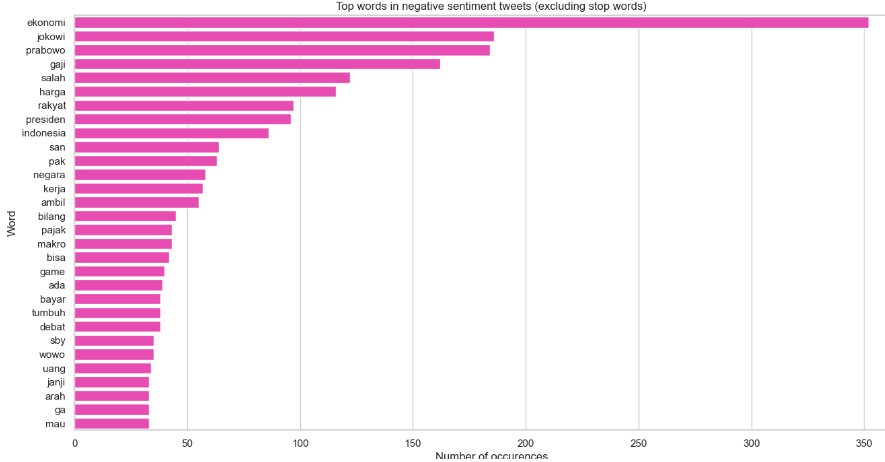 Top words in negative sentiment tweets (excluding stop words)
ekonomi
jokowi
prabowo
gaji
salah
harga
rakyat
presiden
indonesia
san
pak
negara
kerja
ambil
bilang
pajak
makro
bisa
game
ada
bayar
tumbuh
debat
sby
wowo
uang
janji
arah
ga
mau
Word
0 50 100 150 200 250 300 350
Number of occurences